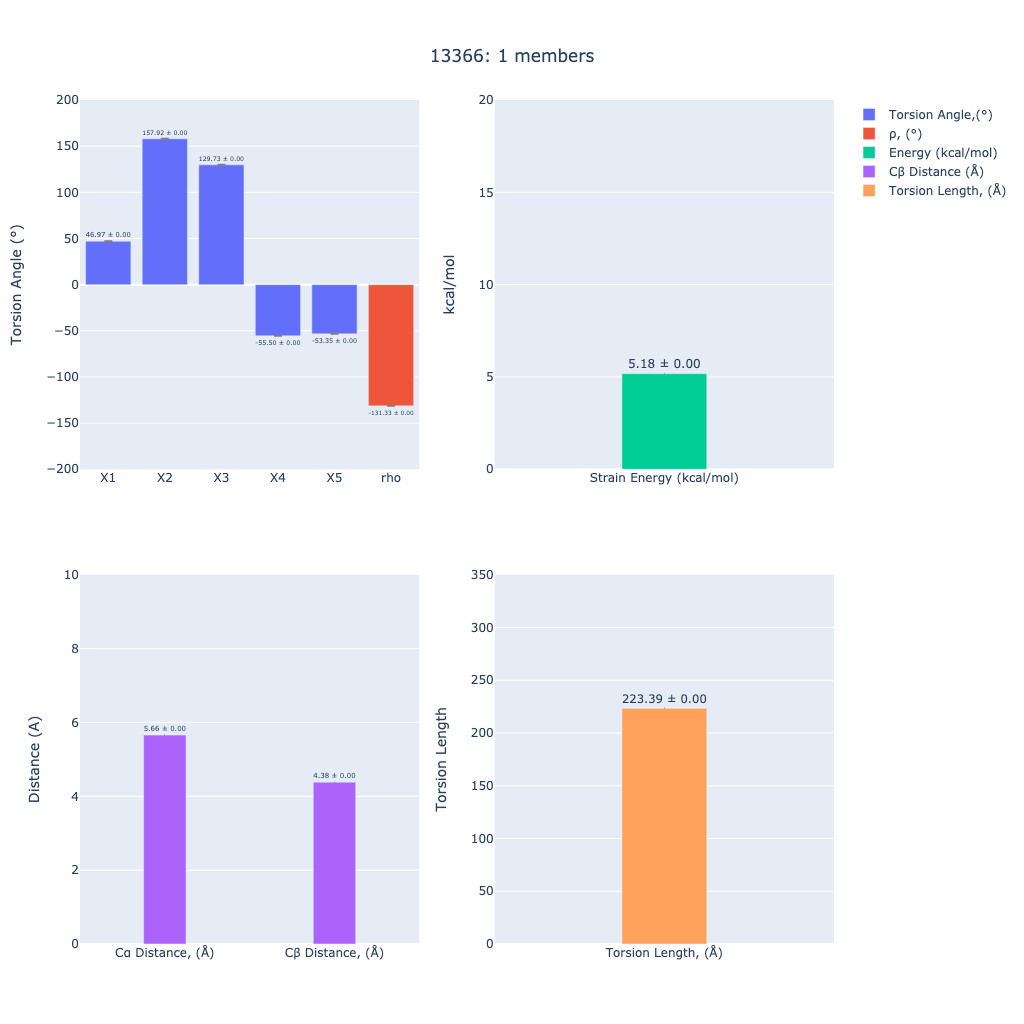 13366: 1 members
200
150
100
50
0
−50
−100
−150
−200
Torsion Angle (°)
46.97 ± 0.00
157.92 ± 0.00
129.73 ± 0.00
-55.50 ± 0.00
-53.35 ± 0.00
-131.33 ± 0.00
X1 X2 X3 X4 X5 rho
20
15
10
5
0
kcal/mol
5.18 ± 0.00
Strain Energy (kcal/mol)
Torsion Angle,(°)
ρ, (°)
Energy (kcal/mol)
Cβ Distance (Å)
Torsion Length, (Å)
10
8
6
4
2
0
Distance (A)
5.66 ± 0.00
4.38 ± 0.00
Cα Distance, (Å) Cβ Distance, (Å)
350
300
250
200
150
100
50
0
Torsion Length
223.39 ± 0.00
Torsion Length, (Å)